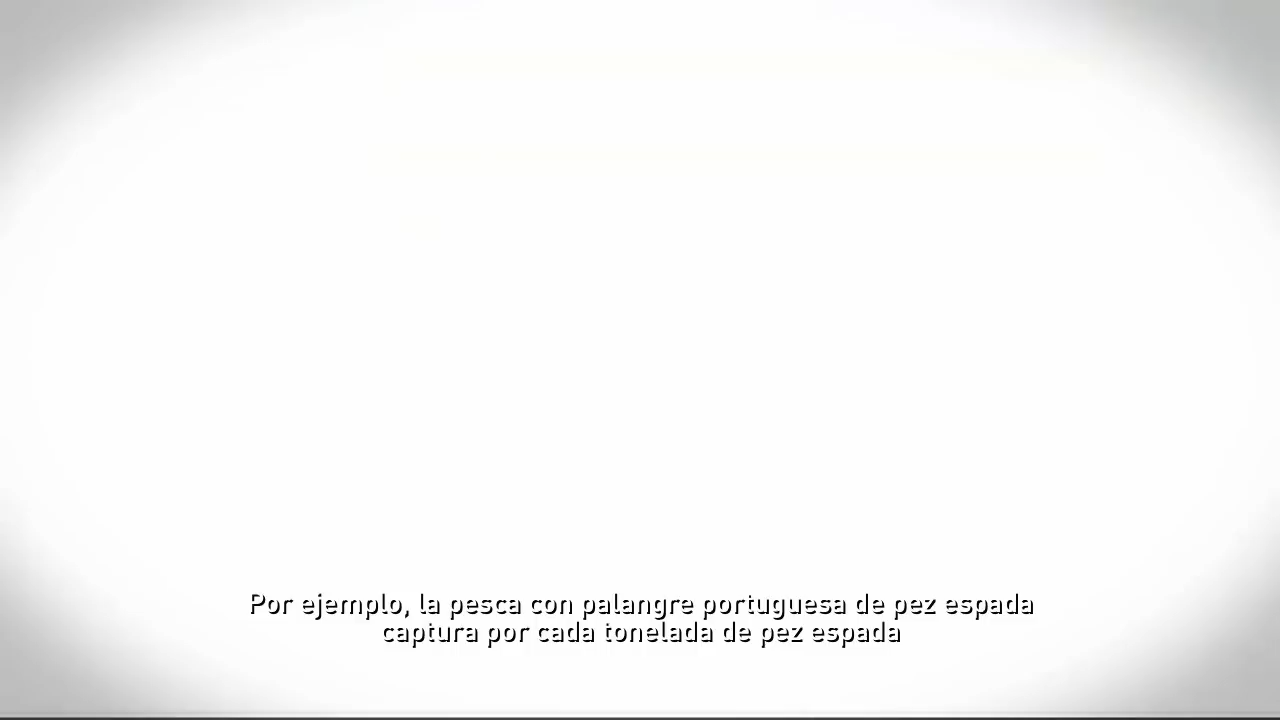 Por ejemplo, la pesca con palangre portuguesa de pez espada
captura por cada tonelada de pez espada